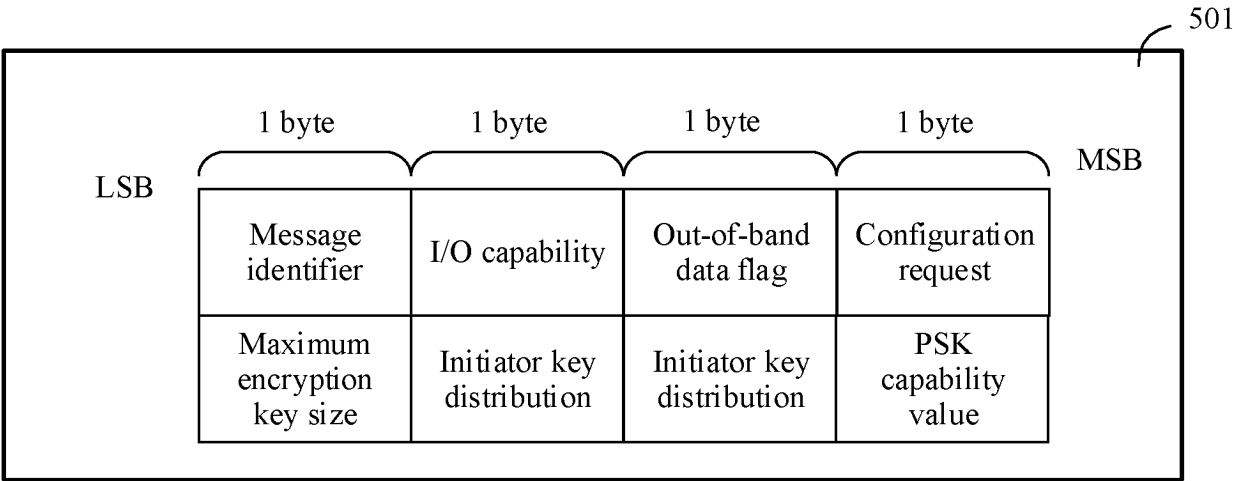 501
1 byte 1 byte 1 byte 1 byte
LSB
MSB
Message
identifier
I/O capability
Out-of-band
data flag
Configuration
request
Maximum
encryption
key size
Initiator key
distribution
Initiator key
distribution
PSK
capability
value